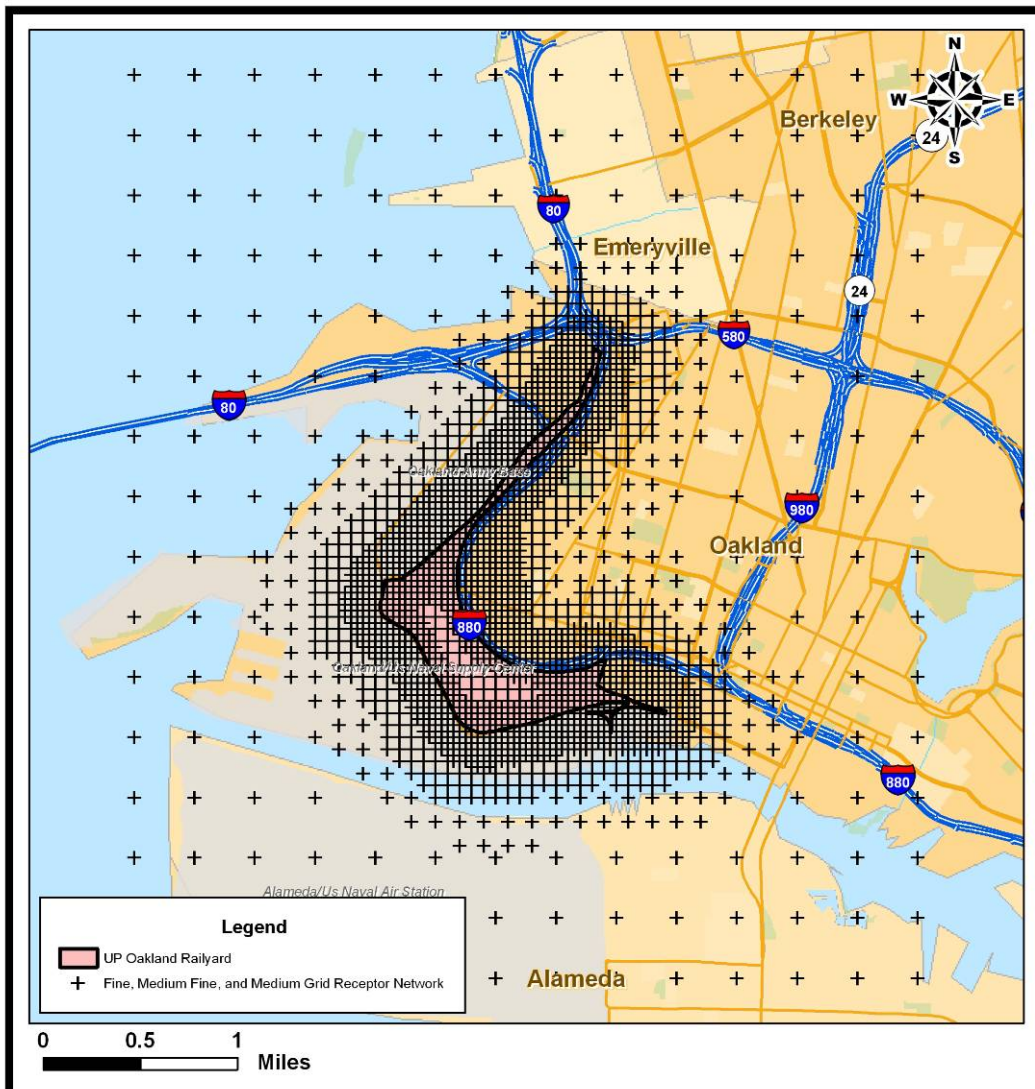 N
W E
S
Berkeley
24
80
Emeryville
24
580
80
Oakland Army Base
980
Oakland
880
Oakland/Us Naval Supply Center
880
Alameda/Us Naval Air Station
Legend
UP Oakland Railyard
Fine, Medium Fine, and Medium Grid Receptor Network
Alameda
0 0.5 1
Miles